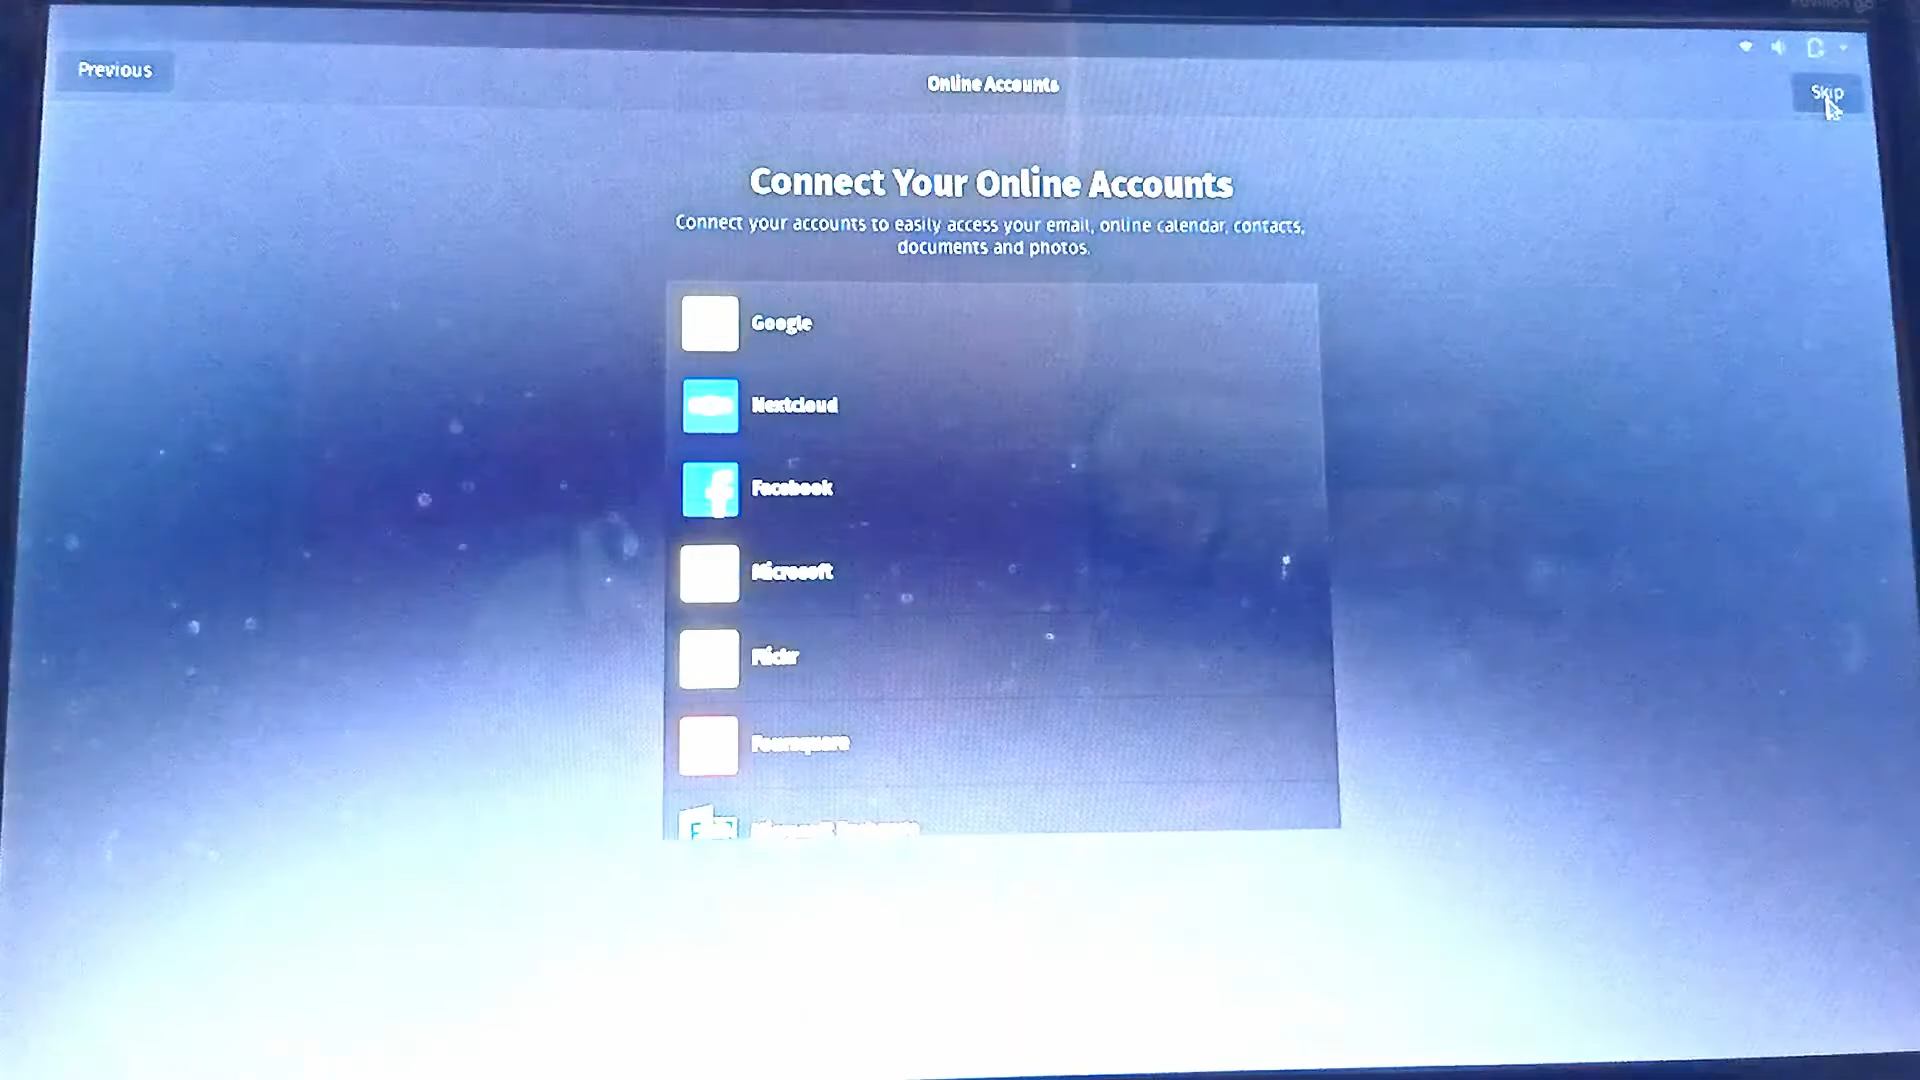 Previous
Online Accounts
Skip
Connect Your Online Accounts
Connect your accounts to easily access your email, online calendar, contacts,
documents and photos.
Google
Nextcloud
Facebook
Microsoft
Flickr
Foursquare